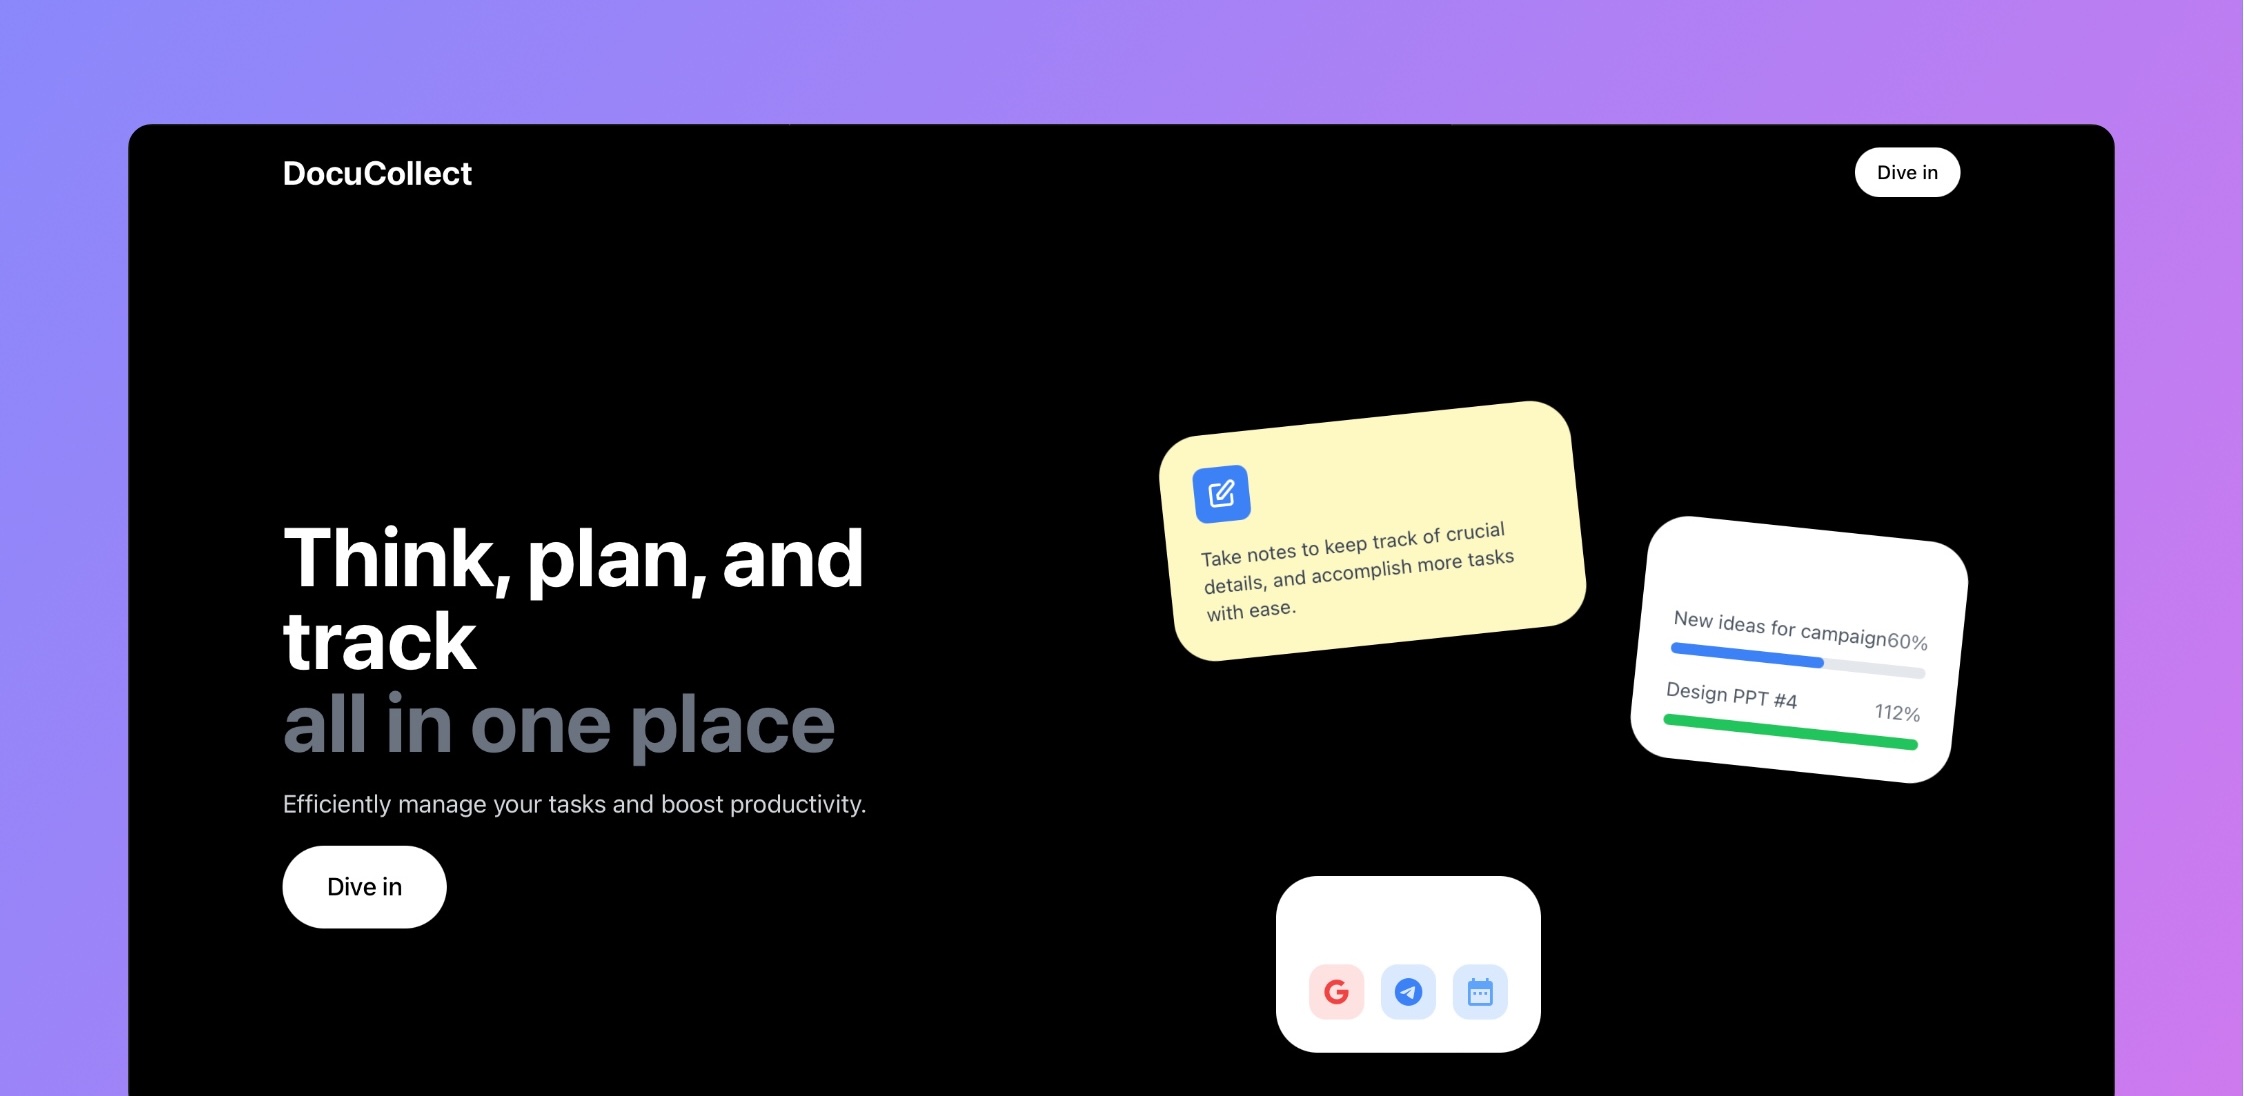 DocuCollect
Dive in
Think, plan, and
track
all in one place
Efficiently manage your tasks and boost productivity.
Dive in
Take notes to keep track of crucial
details, and accomplish more tasks
with ease.
New ideas for campaign60%
Design PPT #4 112%
G